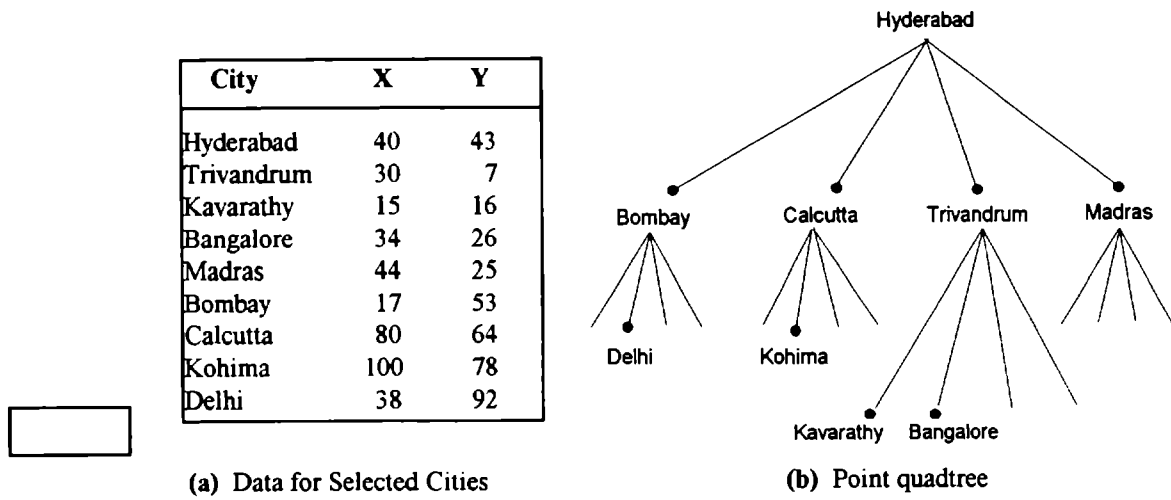 City X Y
Hyderabad 40 43
Trivandrum 30 7
Kavarathy 15 16
Bangalore 34 26
Madras 44 25
Bombay 17 53
Calcutta 80 64
Kohima 100 78
Delhi 38 92
(a) Data for Selected Cities
Hyderabad
Bombay Calcutta Trivandrum Madras
Delhi Kohima
Kavarathy Bangalore
(b) Point quadtree